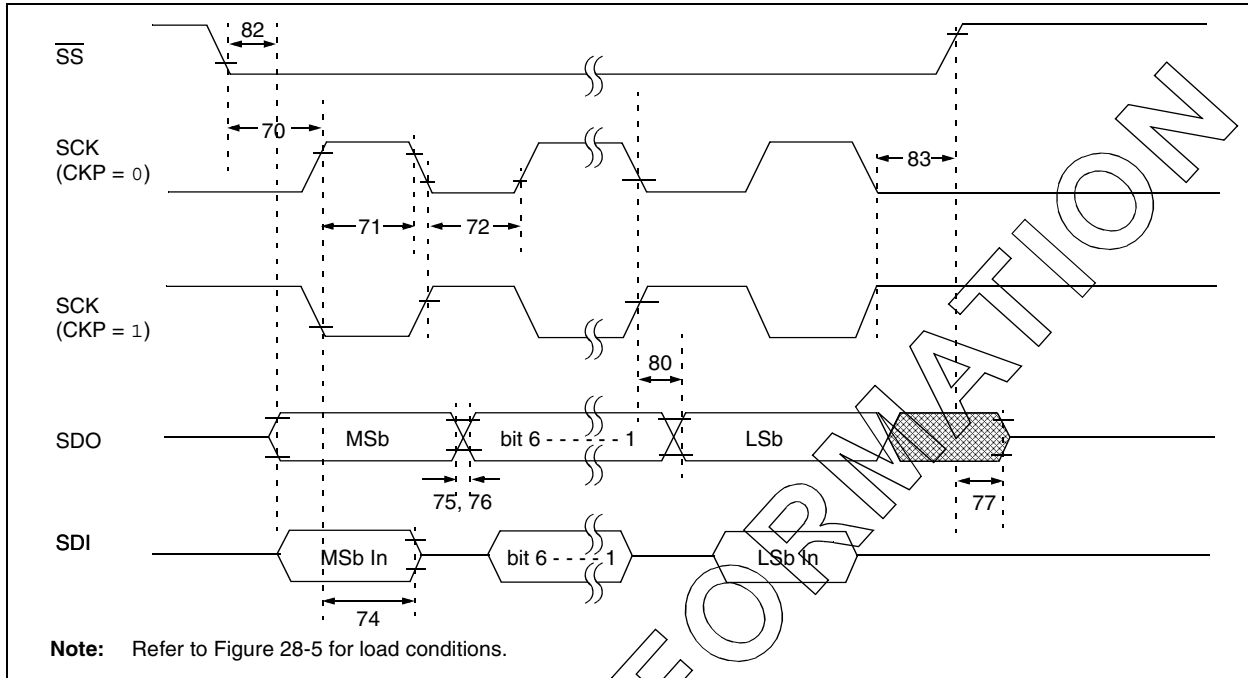 SS
82
70
SCK
(CKP = 0)
83
71
72
SCK
(CKP = 1)
80
SDO
MSb
bit 6 - - - - - - 1
LSb
75, 76
77
SDI
MSb In
bit 6 - - - - 1
LSb In
74
Note: Refer to Figure 28-5 for load conditions.
FORMATION